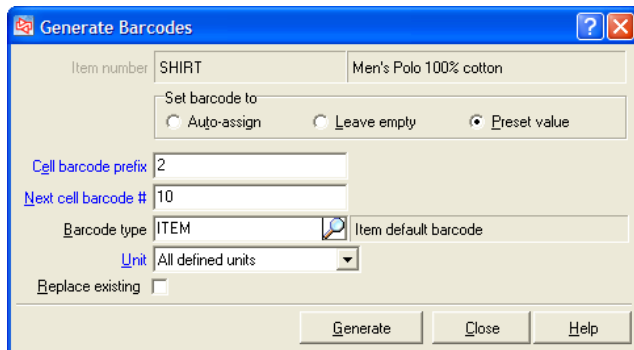 Generate Barcodes
Item number SHIRT Men's Polo 100% cotton
Set barcode to
Auto-assign Leave empty Preset value
Cell barcode prefix 2
Next cell barcode # 10
Barcode type ITEM Item default barcode
Unit All defined units
Replace existing
Generate Close Help